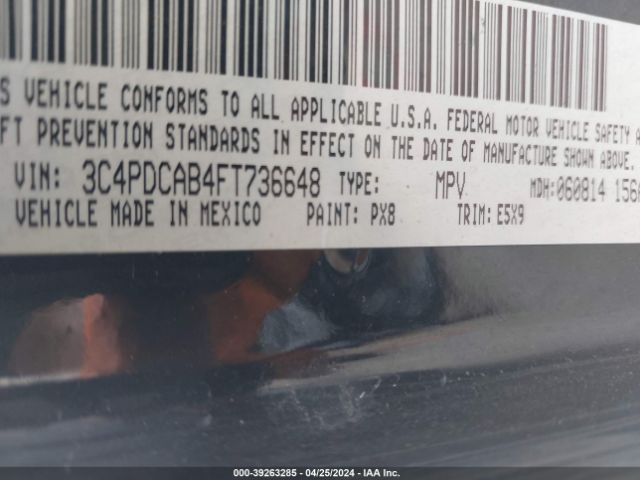 S VEHICLE CONFORMS TO ALL APPLICABLE U.S.A. FEDERAL MOTOR VEHICLE SAFETY A
FT PREVENTION STANDARDS IN EFFECT ON THE DATE OF MANUFACTURE SHOWN ABOVE.
VIN: 3C4PDCAB4FT736648 TYPE: MPV MDH:060814 156
VEHICLE MADE IN MEXICO PAINT: PX8 TRIM: E5X9
000-39263285 - 04/25/2024 - IAA Inc.